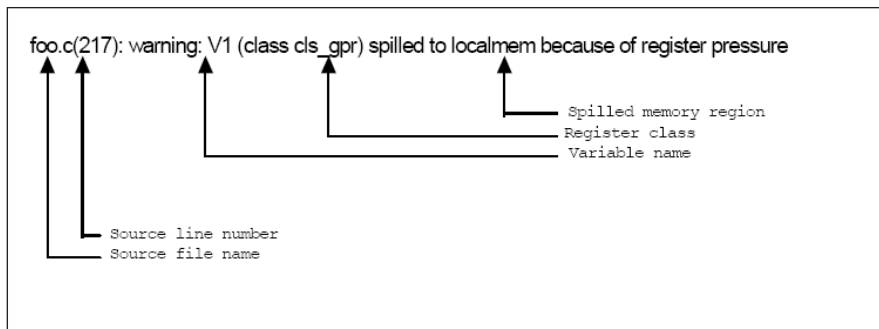 foo.c(217): warning: V1 (class cls_gpr) spilled to localmem because of register pressure
Spilled memory region
Register class
Variable name
Source line number
Source file name